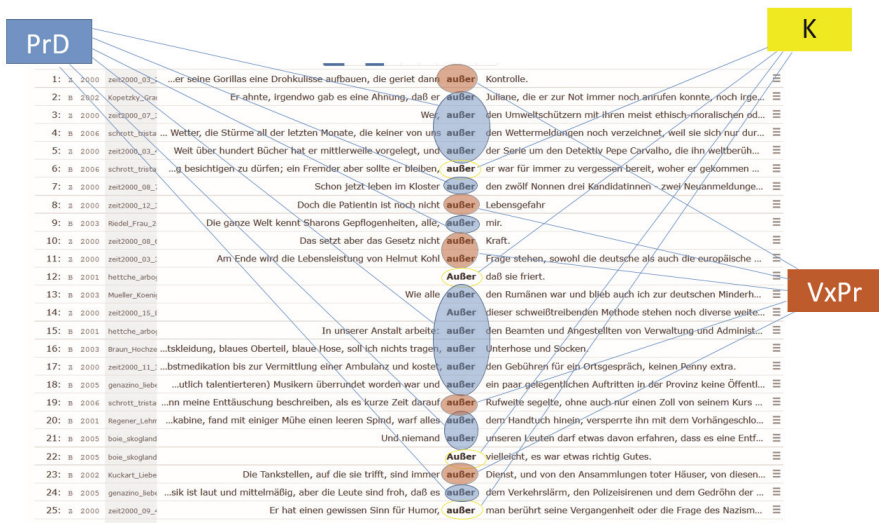 PrD
K
1: Z 2000 zeit2000_03_ ...er seine Gorillas eine Drohkulisse aufbauen, die geriet dann außer Kontrolle.
2: B 2002 Kopetzky_Gra Er ahnte, irgendwo gab es eine Ahnung, daß er außer Juliane, die er zur Not immer noch anrufen konnte, noch irge...
3: Z 2000 zeit2000_07_ Wer, außer den Umweltschützern mit ihren meist ethisch-moralischen od...
4: B 2006 schrott_trista ... Wetter, die Stürme all der letzten Monate, die keiner von uns außer den Wettermeldungen noch verzeichnet, weil sie sich nur dur...
5: Z 2000 zeit2000_03_ Weit über hundert Bücher hat er mittlerweile vorgelegt, und außer der Serie um den Detektiv Pepe Carvalho, die ihn weltberüh...
6: B 2006 schrott_trista ...g besichtigen zu dürfen; ein Fremder aber sollte er bleiben, außer er war für immer zu vergessen bereit, woher er gekommen ...
7: Z 2000 zeit2000_08_ Schon jetzt leben im Kloster außer den zwölf Nonnen drei Kandidatinnen - zwei Neuanmeldunge...
8: Z 2000 zeit2000_12_ Doch die Patientin ist noch nicht außer Lebensgefahr
9: B 2003 Riedel_Frau_2 Die ganze Welt kennt Sharons Gepflogenheiten, alle, außer mir.
10: Z 2000 zeit2000_08_ Das setzt aber das Gesetz nicht außer Kraft.
11: Z 2000 zeit2000_03_ Am Ende wird die Lebensleistung von Helmut Kohl außer Frage stehen, sowohl die deutsche als auch die europäische ...
12: B 2001 hettche_arbog Außer daß sie friert.
VxPr
13: B 2003 Mueller_Koenig Wie alle außer den Rumänen war und blieb auch ich zur deutschen Minderh...
14: Z 2000 zeit2000_15_ Außer dieser schweißtreibenden Methode stehen noch diverse weite...
15: B 2001 hettche_arbog In unserer Anstalt arbeite: außer den Beamten und Angestellten von Verwaltung und Administ...
16: B 2003 Braun_Hochze ...tskleidung, blaues Oberteil, blaue Hose, soll ich nichts tragen, außer Unterhose und Socken.
17: Z 2000 zeit2000_11_ ...bstmedikation bis zur Vermittlung einer Ambulanz und kostet, außer den Gebühren für ein Ortsgespräch, keinen Penny extra.
18: B 2005 genazino_liebe ...utlich talentierteren) Musikern überrundet worden war und außer ein paar gelegentlichen Auftritten in der Provinz keine Öffentl...
19: B 2006 schrott_trista ...nn meine Enttäuschung beschreiben, als es kurze Zeit darauf außer Rufweite segelte, ohne auch nur einen Zoll von seinem Kurs ...
20: B 2001 Regener_Lehm ...kabine, fand mit einiger Mühe einen leeren Spind, warf alles außer dem Handtuch hinein, versperrte ihn mit dem Vorhängeschlo...
21: B 2005 boie_skogland Und niemand außer unseren Leuten darf etwas davon erfahren, dass es eine Entf...
22: B 2005 boie_skogland Außer vielleicht, es war etwas richtig Gutes.
23: B 2002 Kuckart_Liebe Die Tankstellen, auf die sie trifft, sind immer außer Dienst, und von den Ansammlungen toter Häuser, von diesen...
24: B 2005 genazino_liebe ...sik ist laut und mittelmäßig, aber die Leute sind froh, daß es außer dem Verkehrslärm, den Polizeisirenen und dem Gedröhn der ...
25: Z 2000 zeit2000_09_ Er hat einen gewissen Sinn für Humor, außer man berührt seine Vergangenheit oder die Frage des Nazism...